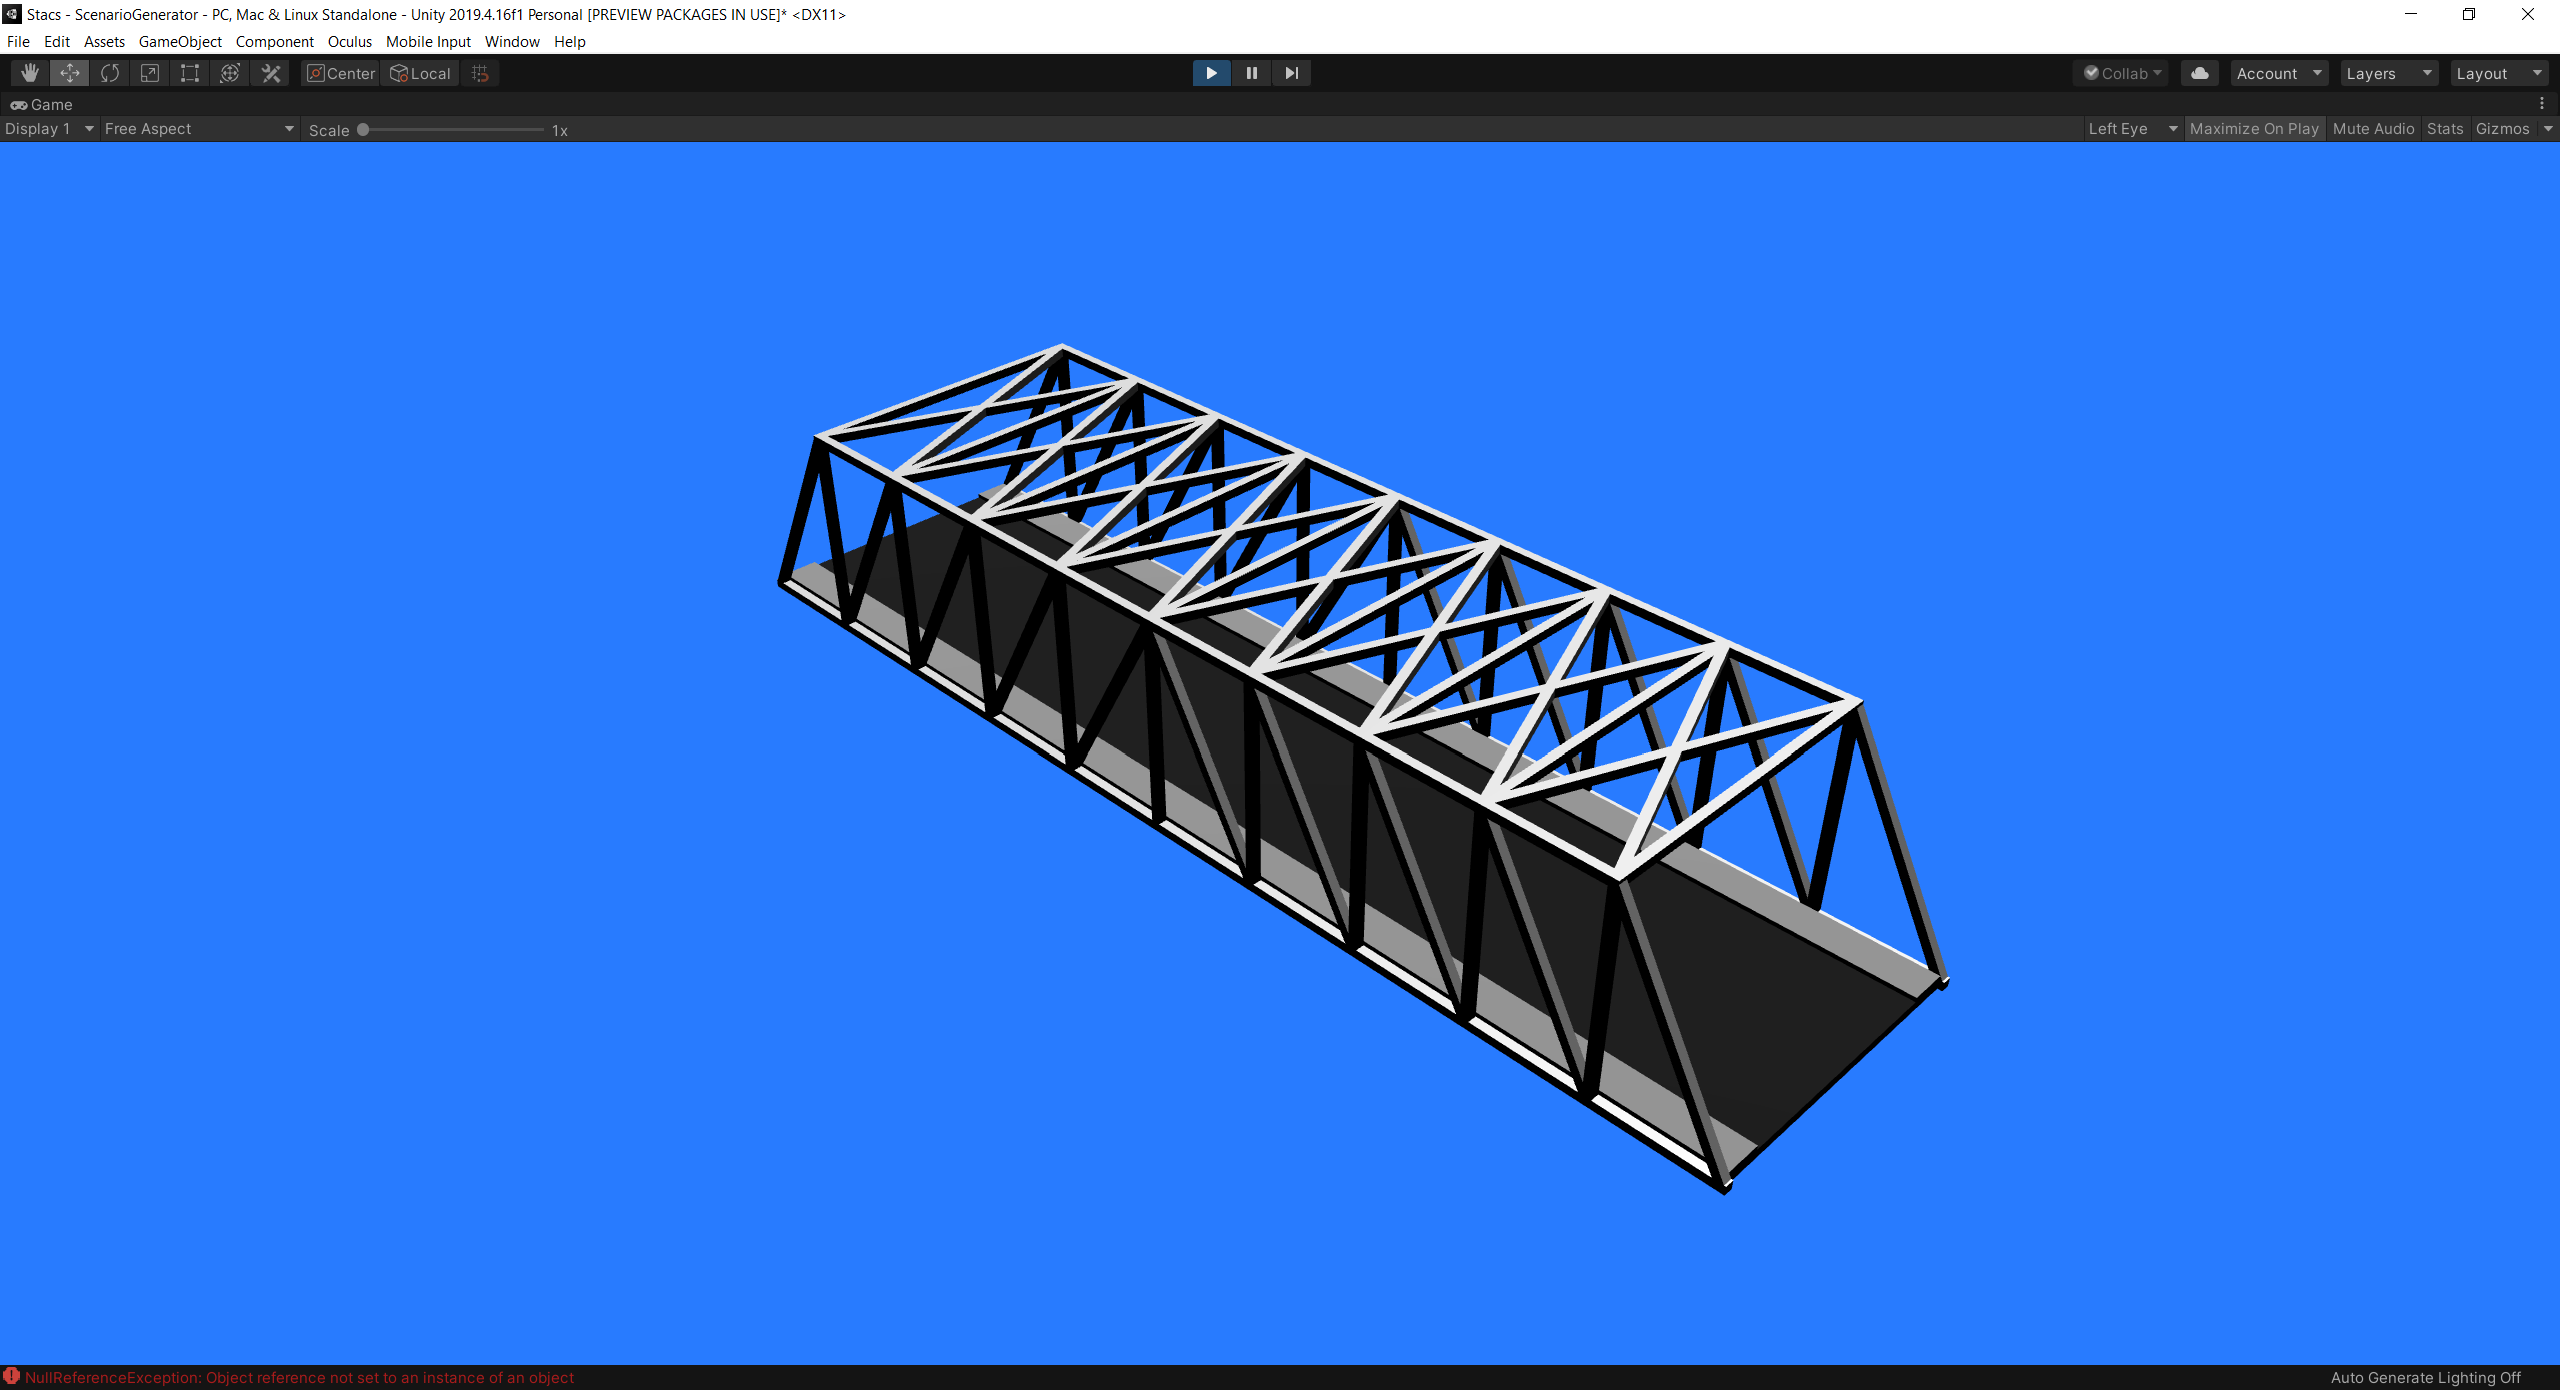 Stacs - ScenarioGenerator - PC, Mac & Linux Standalone - Unity 2019.4.16f1 Personal [PREVIEW PACKAGES IN USE]* <DX11>
File Edit Assets GameObject Component Oculus Mobile Input Window Help
Center Local Collab Account Layers Layout
Game
Display 1 Free Aspect Scale 1x Left Eye Maximize On Play Mute Audio Stats Gizmos
NullReferenceException: Object reference not set to an instance of an object Auto Generate Lighting Off